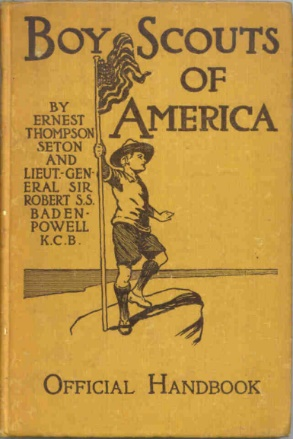 BOY SCOUTS
OF
AMERICA
BY
ERNEST
THOMPSON
SETON
AND
LIEUT.-GEN-
ERAL SIR
ROBERT S.S.
BADEN-
POWELL
K.C.B.
OFFICIAL HANDBOOK